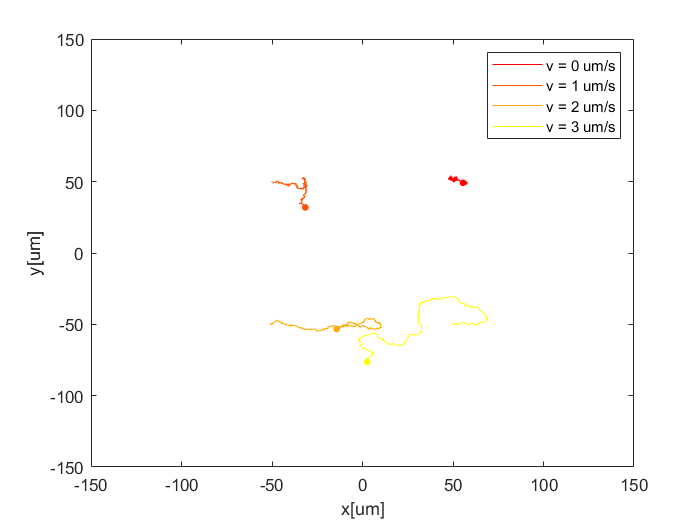 150
100
50
0
-50
-100
-150
-150
-100
-50
0
50
100
150
x[um]
y[um]
v = 0 um/s
v = 1 um/s
v = 2 um/s
v = 3 um/s